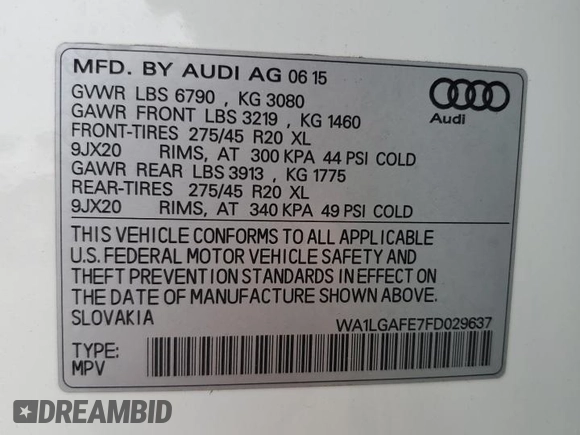 MFD. BY AUDI AG 06 15
GVWR LBS 6790 , KG 3080
GAWR FRONT LBS 3219 , KG 1460
FRONT-TIRES 275/45 R20 XL
9JX20 RIMS, AT 300 KPA 44 PSI COLD
GAWR REAR LBS 3913 , KG 1775
REAR-TIRES 275/45 R20 XL
9JX20 RIMS, AT 340 KPA 49 PSI COLD
Audi
THIS VEHICLE CONFORMS TO ALL APPLICABLE
U.S. FEDERAL MOTOR VEHICLE SAFETY AND
THEFT PREVENTION STANDARDS IN EFFECT ON
THE DATE OF MANUFACTURE SHOWN ABOVE.
SLOVAKIA WA1LGAFE7FD029637
TYPE:
MPV
DREAMBID